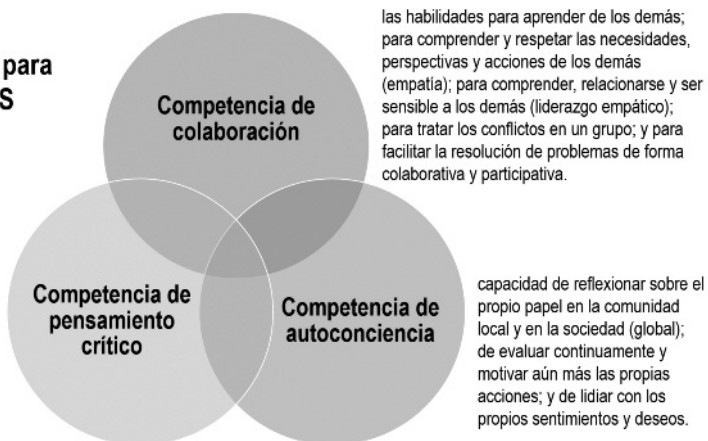 para
S
Competencia de
colaboración
las habilidades para aprender de los demás;
para comprender y respetar las necesidades,
perspectivas y acciones de los demás
(empatía); para comprender, relacionarse y ser
sensible a los demás (liderazgo empático);
para tratar los conflictos en un grupo; y para
facilitar la resolución de problemas de forma
colaborativa y participativa.
Competencia de
pensamiento
crítico
Competencia de
autoconciencia
capacidad de reflexionar sobre el
propio papel en la comunidad
local y en la sociedad (global);
de evaluar continuamente y
motivar aún más las propias
acciones; y de lidiar con los
propios sentimientos y deseos.